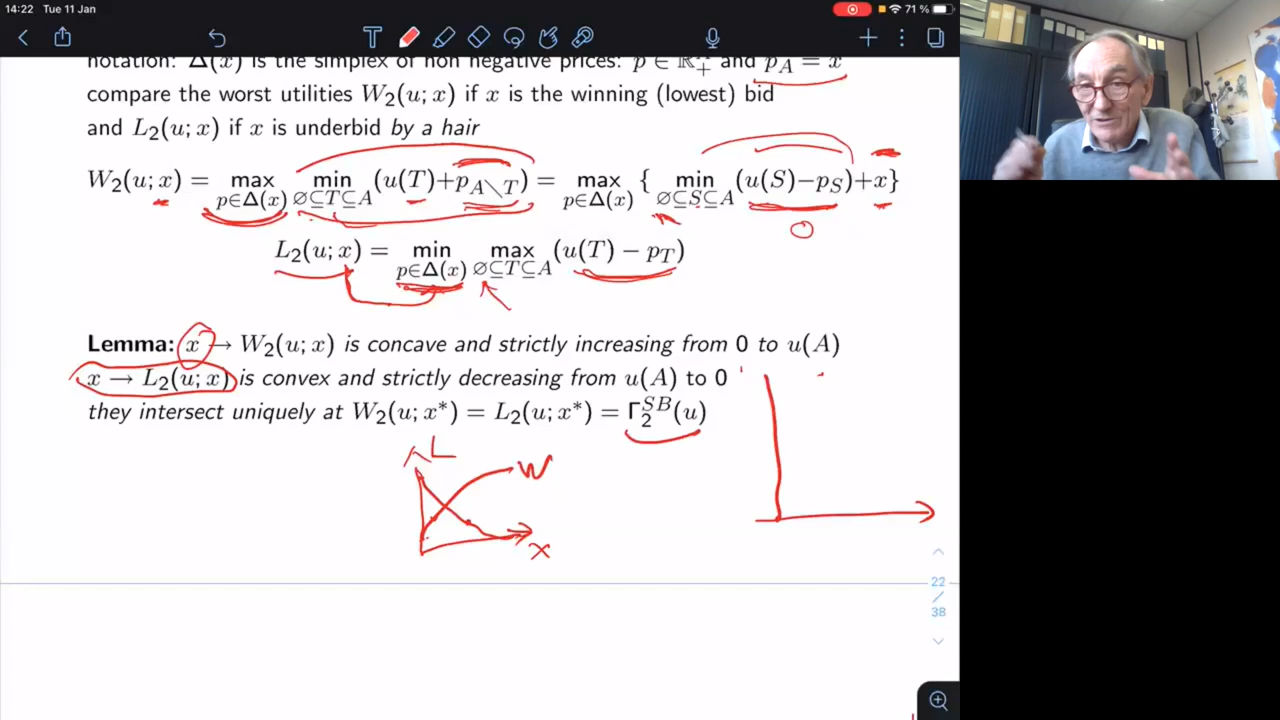 14:22 Tue 11 Jan
71 %
notation: Δ(x) is the simplex of non negative prices: p ∈ ℝ₊ and p_A = x
compare the worst utilities W₂(u; x) if x is the winning (lowest) bid
and L₂(u; x) if x is underbid by a hair
W₂(u; x) = max_{p∈Δ(x)} min_{∅⊆T⊆A} (u(T)+p_{A∖T}) = max_{p∈Δ(x)} { min_{∅⊆S⊆A} (u(S)−p_S)+x}
0
L₂(u; x) = min_{p∈Δ(x)} max_{∅⊆T⊆A} (u(T) − p_T)
Lemma: x → W₂(u; x) is concave and strictly increasing from 0 to u(A)
x → L₂(u; x) is convex and strictly decreasing from u(A) to 0
they intersect uniquely at W₂(u; x*) = L₂(u; x*) = Γ₂^{SB}(u)
L
W
x
22
/
38